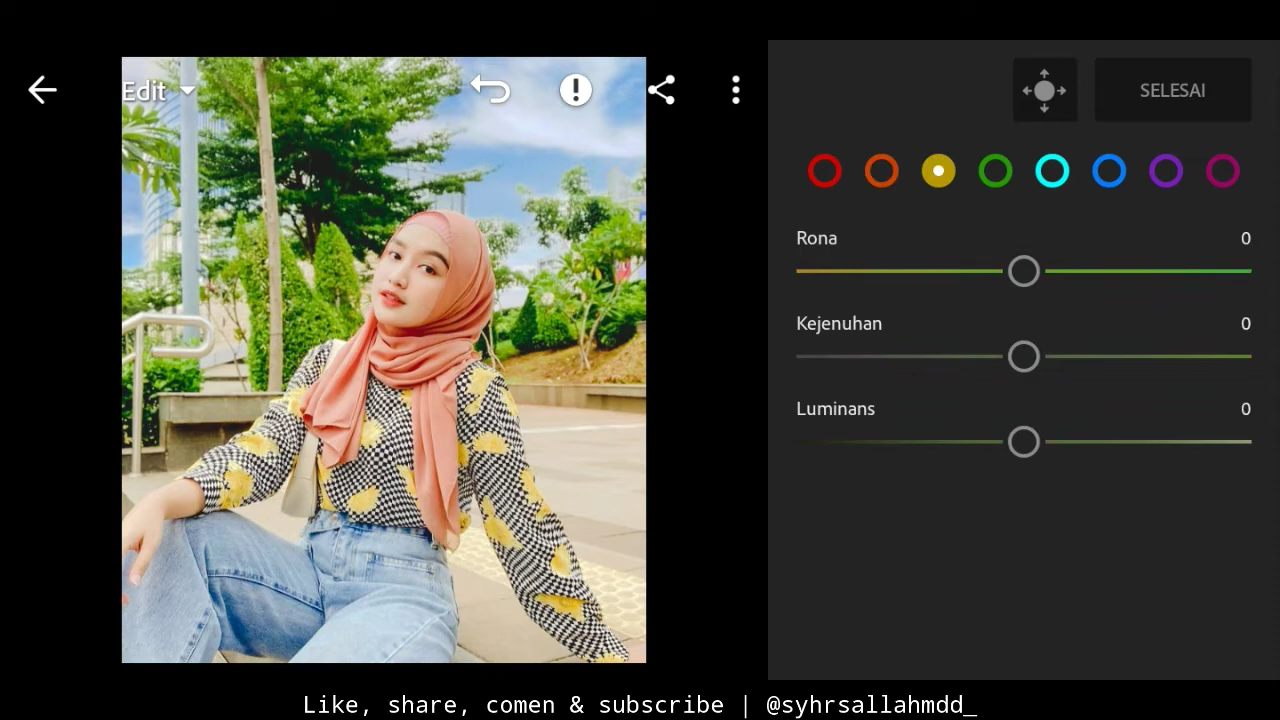 Edit
SELESAI
Rona 0
Kejenuhan 0
Luminans 0
Like, share, comen & subscribe | @syhrsallahmdd_